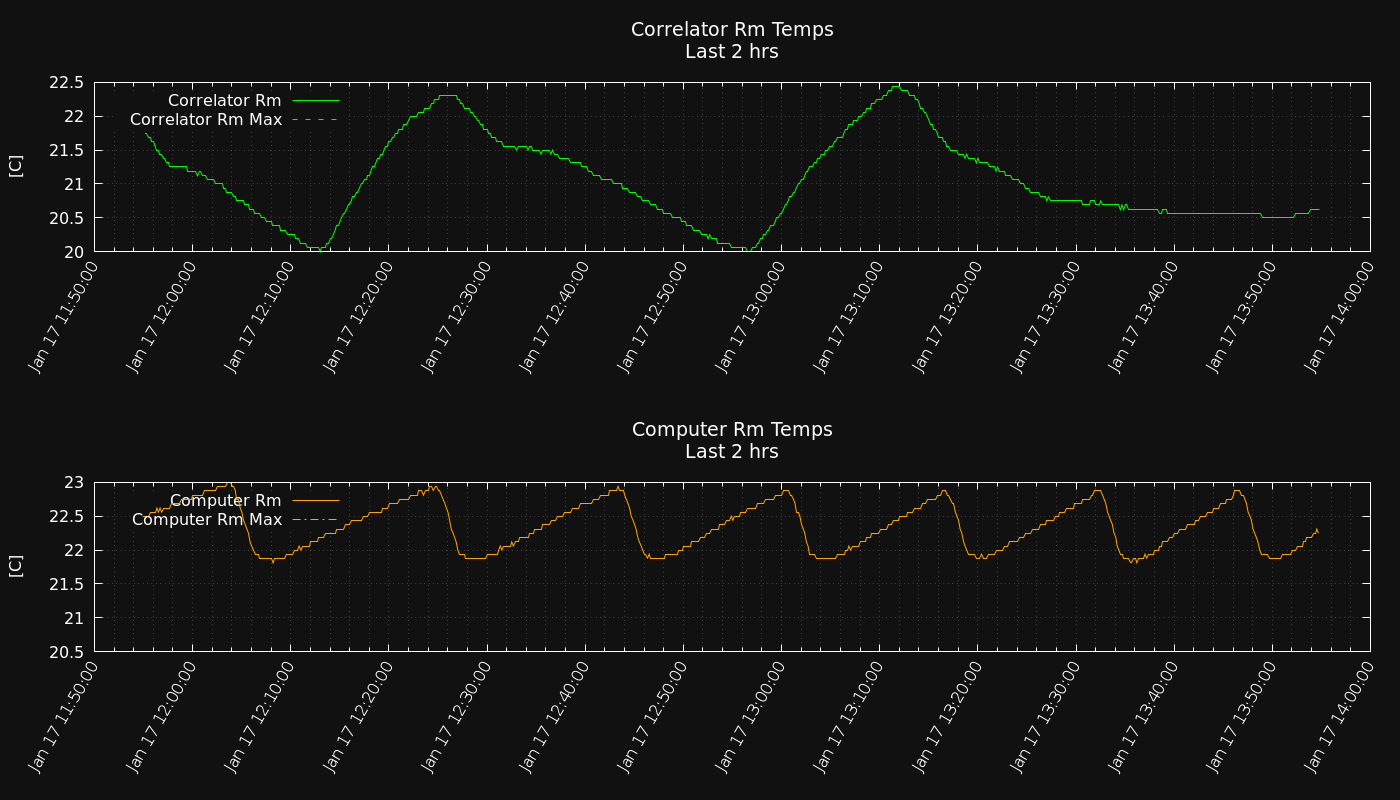 Correlator Rm Temps
Last 2 hrs
22.5
22
21.5
21
20.5
20
[C]
Correlator Rm
Correlator Rm Max
Jan 17 11:50:00
Jan 17 12:00:00
Jan 17 12:10:00
Jan 17 12:20:00
Jan 17 12:30:00
Jan 17 12:40:00
Jan 17 12:50:00
Jan 17 13:00:00
Jan 17 13:10:00
Jan 17 13:20:00
Jan 17 13:30:00
Jan 17 13:40:00
Jan 17 13:50:00
Jan 17 14:00:00
Computer Rm Temps
Last 2 hrs
23
22.5
22
21.5
21
20.5
[C]
Computer Rm
Computer Rm Max
Jan 17 11:50:00
Jan 17 12:00:00
Jan 17 12:10:00
Jan 17 12:20:00
Jan 17 12:30:00
Jan 17 12:40:00
Jan 17 12:50:00
Jan 17 13:00:00
Jan 17 13:10:00
Jan 17 13:20:00
Jan 17 13:30:00
Jan 17 13:40:00
Jan 17 13:50:00
Jan 17 14:00:00